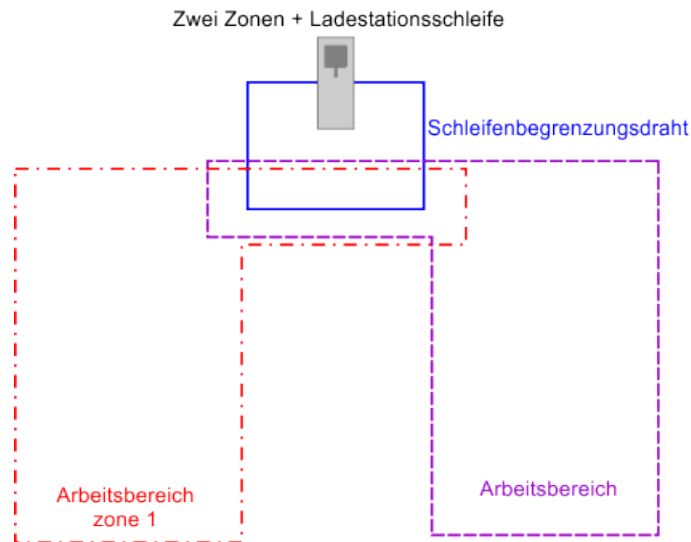 Zwei Zonen + Ladestationsschleife
Schleifenbegrenzungsdraht
Arbeitsbereich
zone 1
Arbeitsbereich